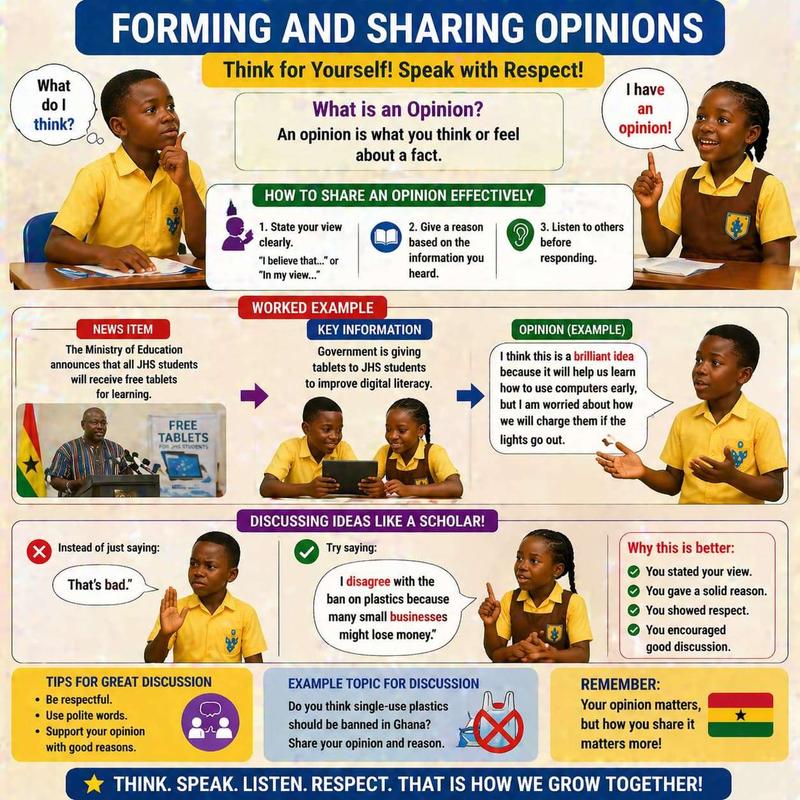 FORMING AND SHARING OPINIONS
Think for Yourself! Speak with Respect!
What
do I
think?
What is an Opinion?
An opinion is what you think or feel
about a fact.
I have
an
opinion!
HOW TO SHARE AN OPINION EFFECTIVELY
1. State your view
clearly.
"I believe that..." or
"In my view..."
2. Give a reason
based on the
information you
heard.
3. Listen to others
before
responding.
WORKED EXAMPLE
NEWS ITEM
The Ministry of Education
announces that all JHS students
will receive free tablets
for learning.
FREE
TABLETS
FOR JHS STUDENTS
KEY INFORMATION
Government is giving
tablets to JHS students
to improve digital literacy.
OPINION (EXAMPLE)
I think this is a brilliant idea
because it will help us learn
how to use computers early,
but I am worried about how
we will charge them if the
lights go out.
DISCUSSING IDEAS LIKE A SCHOLAR!
Instead of just saying:
That's bad."
Try saying:
I disagree with the
ban on plastics because
many small businesses
might lose money."
Why this is better:
You stated your view.
You gave a solid reason.
You showed respect.
You encouraged
good discussion.
TIPS FOR GREAT DISCUSSION
• Be respectful.
• Use polite words.
• Support your opinion
with good reasons.
EXAMPLE TOPIC FOR DISCUSSION
Do you think single-use plastics
should be banned in Ghana?
Share your opinion and reason.
REMEMBER:
Your opinion matters,
but how you share it
matters more!
THINK. SPEAK. LISTEN. RESPECT. THAT IS HOW WE GROW TOGETHER!